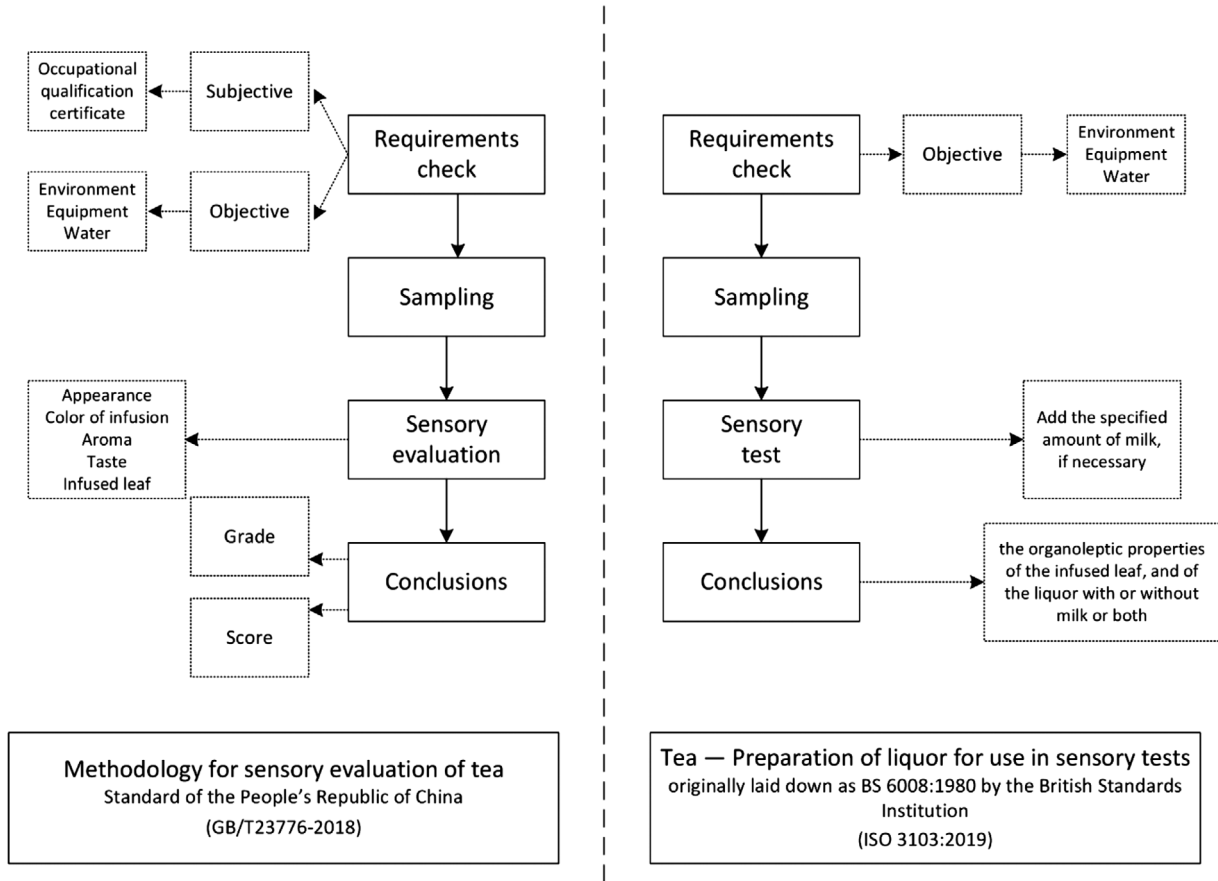 Occupational
qualification
certificate
Subjective
Requirements
check
Environment
Equipment
Water
Objective
Sampling
Appearance
Color of infusion
Aroma
Taste
Infused leaf
Sensory
evaluation
Grade
Conclusions
Score
Methodology for sensory evaluation of tea
Standard of the People's Republic of China
(GB/T23776-2018)
Requirements
check
Objective
Environment
Equipment
Water
Sampling
Sensory
test
Add the specified
amount of milk,
if necessary
Conclusions
the organoleptic properties
of the infused leaf, and of
the liquor with or without
milk or both
Tea — Preparation of liquor for use in sensory tests
originally laid down as BS 6008:1980 by the British Standards
Institution
(ISO 3103:2019)